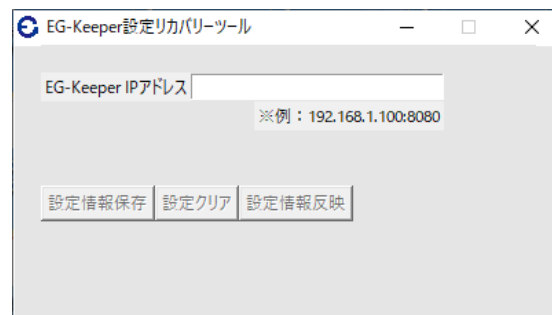 EG-Keeper設定リカバリーツール
EG-Keeper IPアドレス
※例：192.168.1.100:8080
設定情報保存 設定クリア 設定情報反映